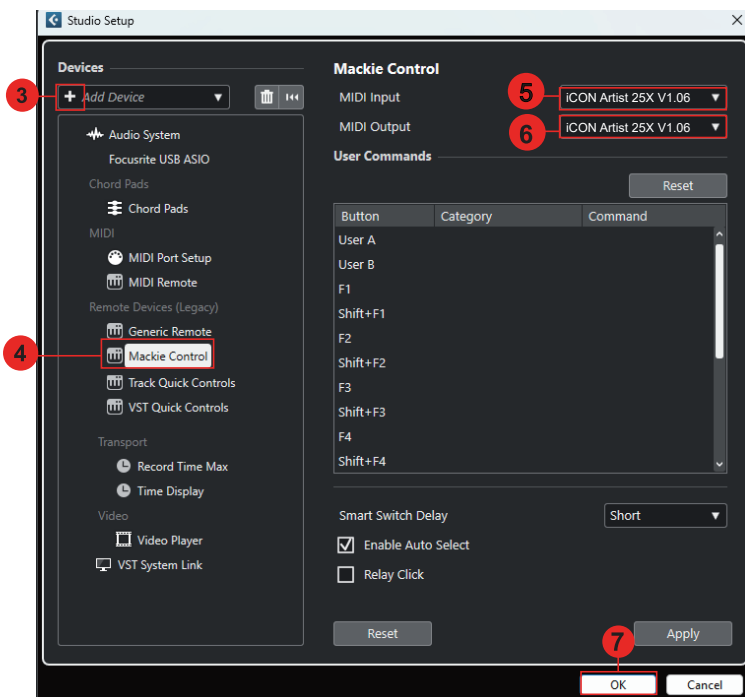 Studio Setup
Devices
3
Add Device
Audio System
Focusrite USB ASIO
Chord Pads
Chord Pads
MIDI
MIDI Port Setup
MIDI Remote
Remote Devices (Legacy)
Generic Remote
4
Mackie Control
Track Quick Controls
VST Quick Controls
Transport
Record Time Max
Time Display
Video
Video Player
VST System Link
Mackie Control
MIDI Input
5
iCON Artist 25X V1.06
MIDI Output
6
iCON Artist 25X V1.06
User Commands
Reset
Button Category Command
User A
User B
F1
Shift+F1
F2
Shift+F2
F3
Shift+F3
F4
Shift+F4
Smart Switch Delay Short
Enable Auto Select
Relay Click
Reset
7
Apply
OK Cancel